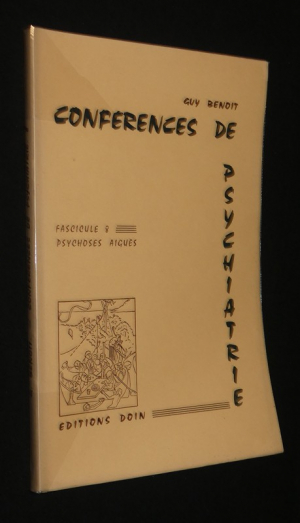 GUY BENOIT
CONFERENCES DE
PSYCHIATRIE
FASCICULE 8
PSYCHOSES AIGUES
EDITIONS DOIN